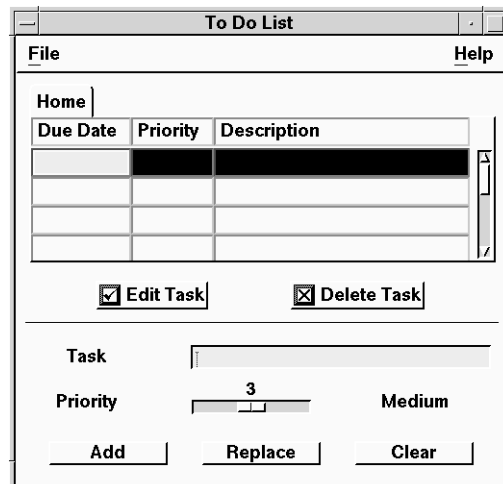 To Do List
File Help
Home
Due Date Priority Description
Edit Task Delete Task
Task
3
Priority Medium
Add Replace Clear